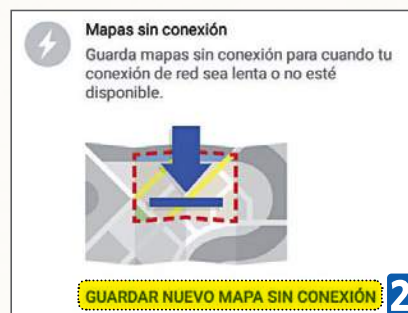 Mapas sin conexión
Guarda mapas sin conexión para cuando tu
conexión de red sea lenta o no esté
disponible.
GUARDAR NUEVO MAPA SIN CONEXIÓN
2